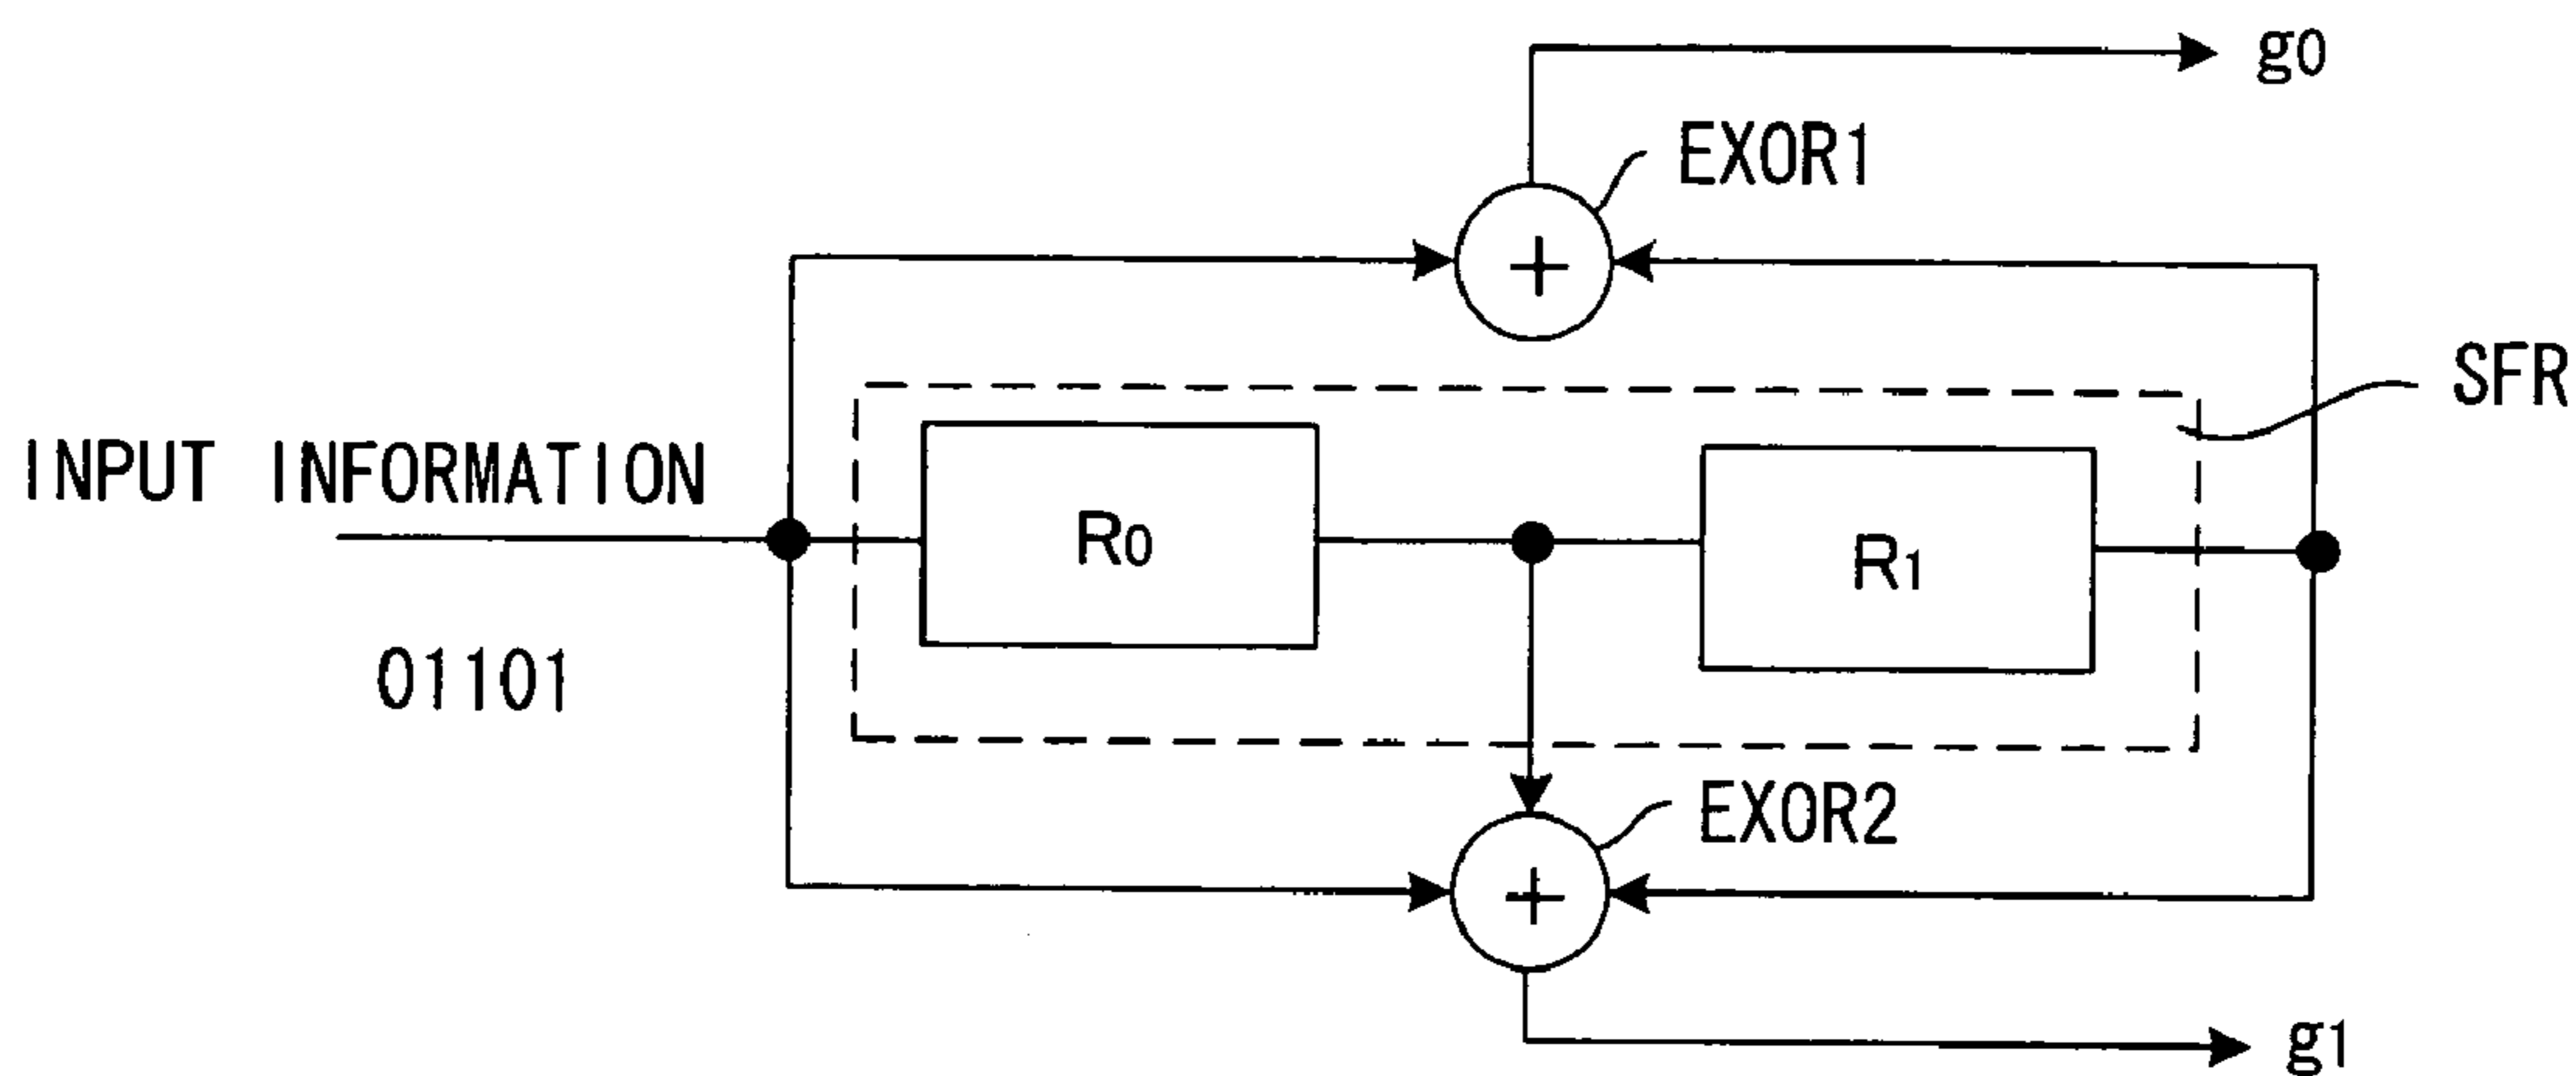 g0
EXOR1
SFR
INPUT INFORMATION
R0
R1
01101
EXOR2
g1